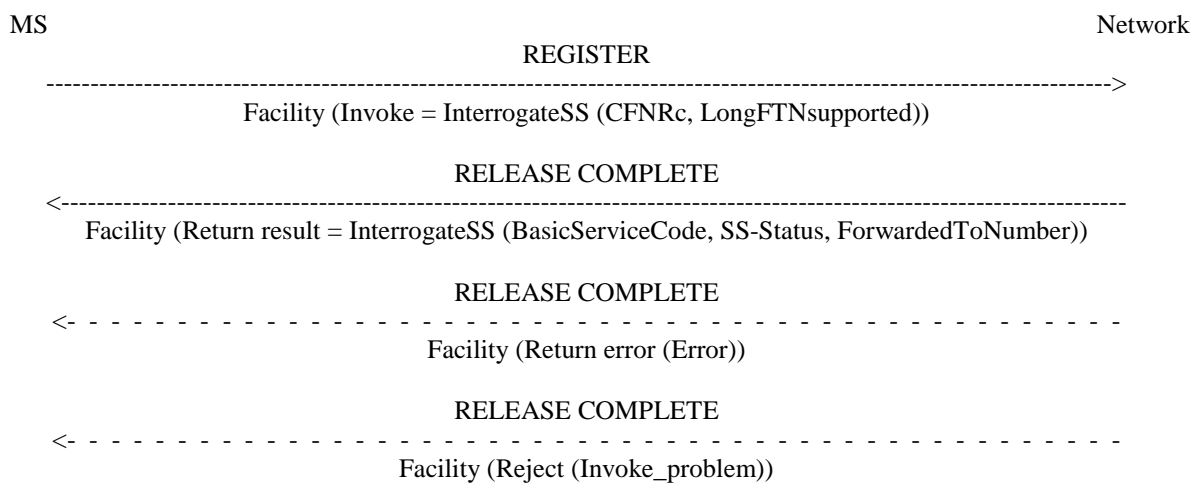 MS Network
REGISTER
------------------------------------------------------------------------------------------------------------------------>
Facility (Invoke = InterrogateSS (CFNRc, LongFTNsupported))
RELEASE COMPLETE
<------------------------------------------------------------------------------------------------------------------------
Facility (Return result = InterrogateSS (BasicServiceCode, SS-Status, ForwardedToNumber))
RELEASE COMPLETE
<- - - - - - - - - - - - - - - - - - - - - - - - - - - - - - - - - - - - - - - - - - - - - - - - -
Facility (Return error (Error))
RELEASE COMPLETE
<- - - - - - - - - - - - - - - - - - - - - - - - - - - - - - - - - - - - - - - - - - - - - - - - -
Facility (Reject (Invoke_problem))